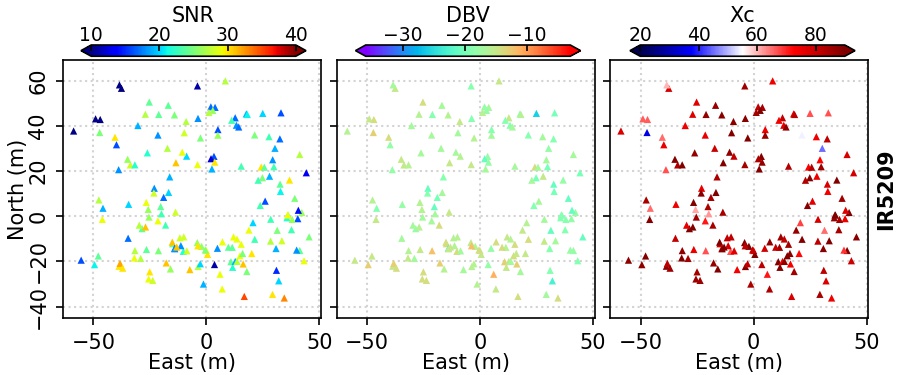 SNR DBV Xc
10 20 30 40 −30 −20 −10 20 40 60 80
60
40
20
0
−20
−40
North (m)
−50 0 50 −50 0 50 −50 0 50
East (m) East (m) East (m)
IR5209